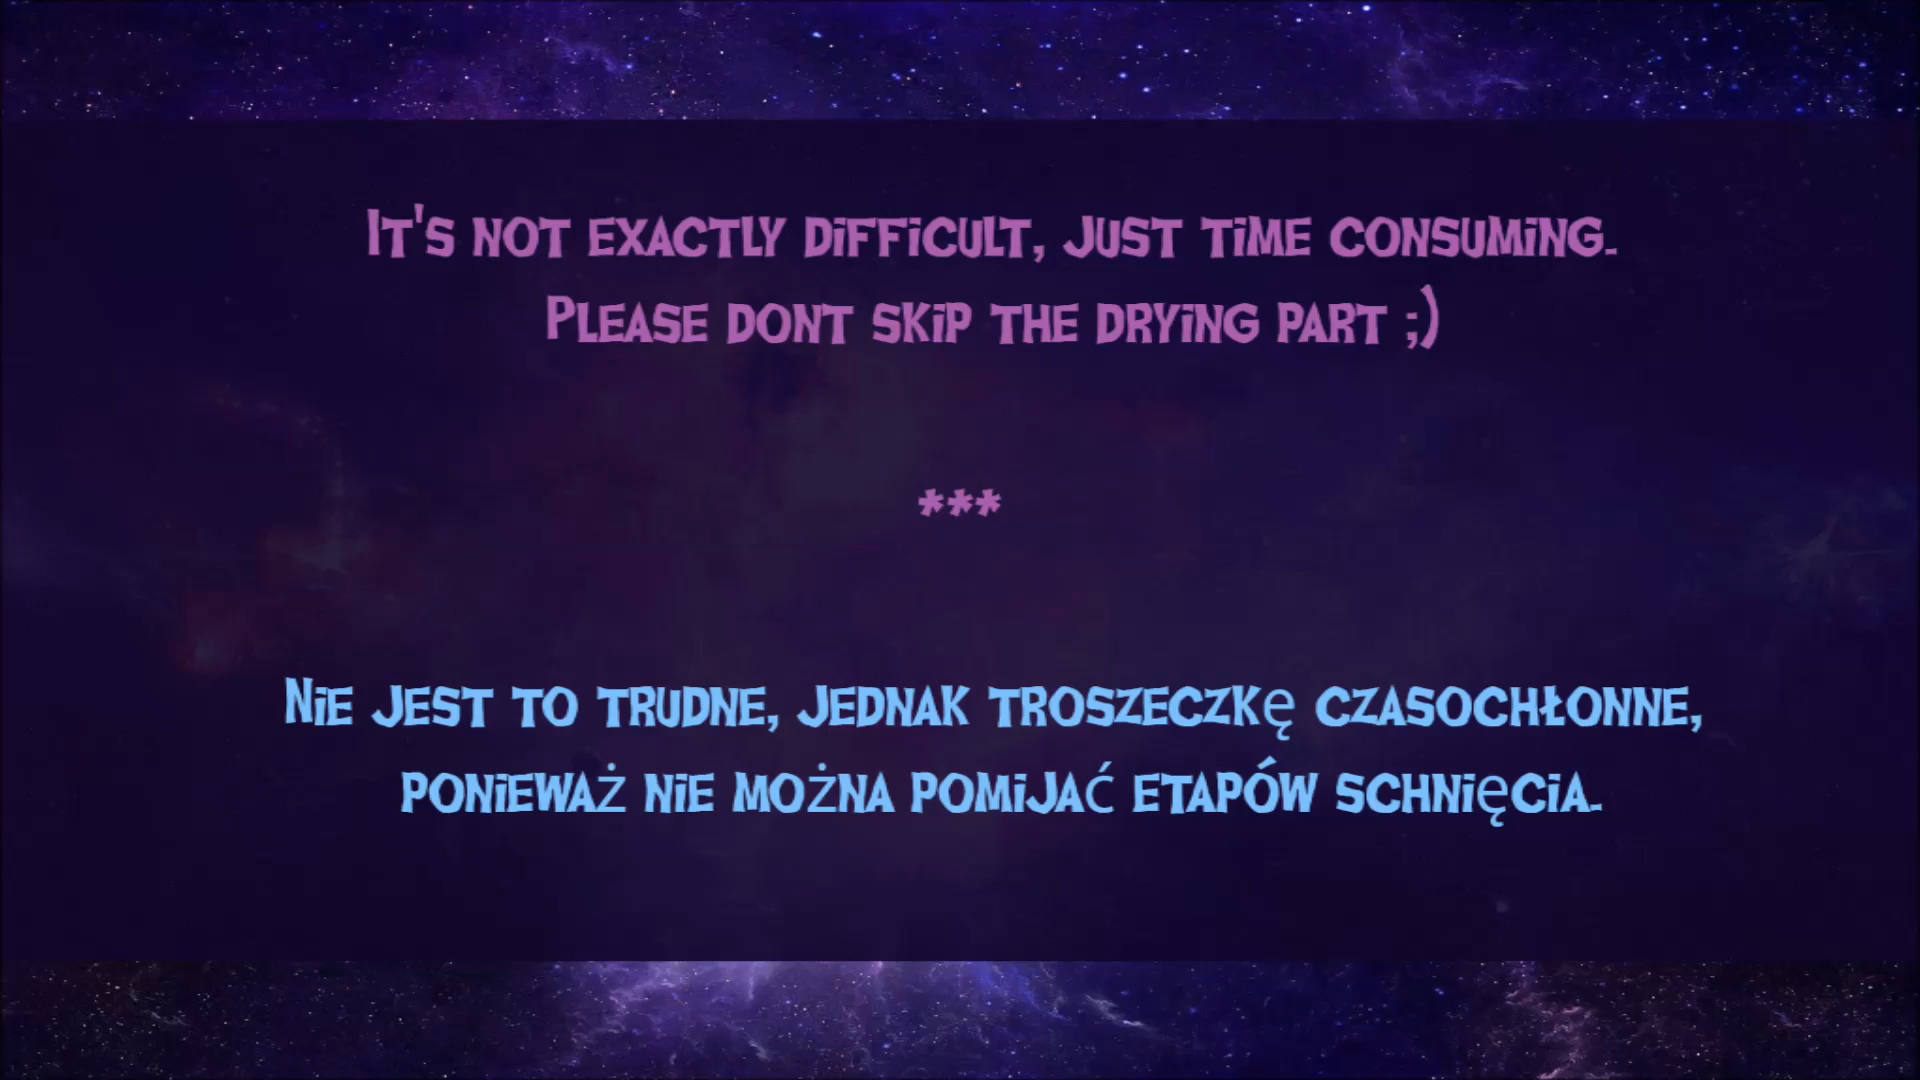 It's not exactly difficult, just time consuming.
Please dont skip the drying part ;)
***
Nie jest to trudne, jednak troszeczkę czasochłonne,
ponieważ nie można pomijać etapów schnięcia.